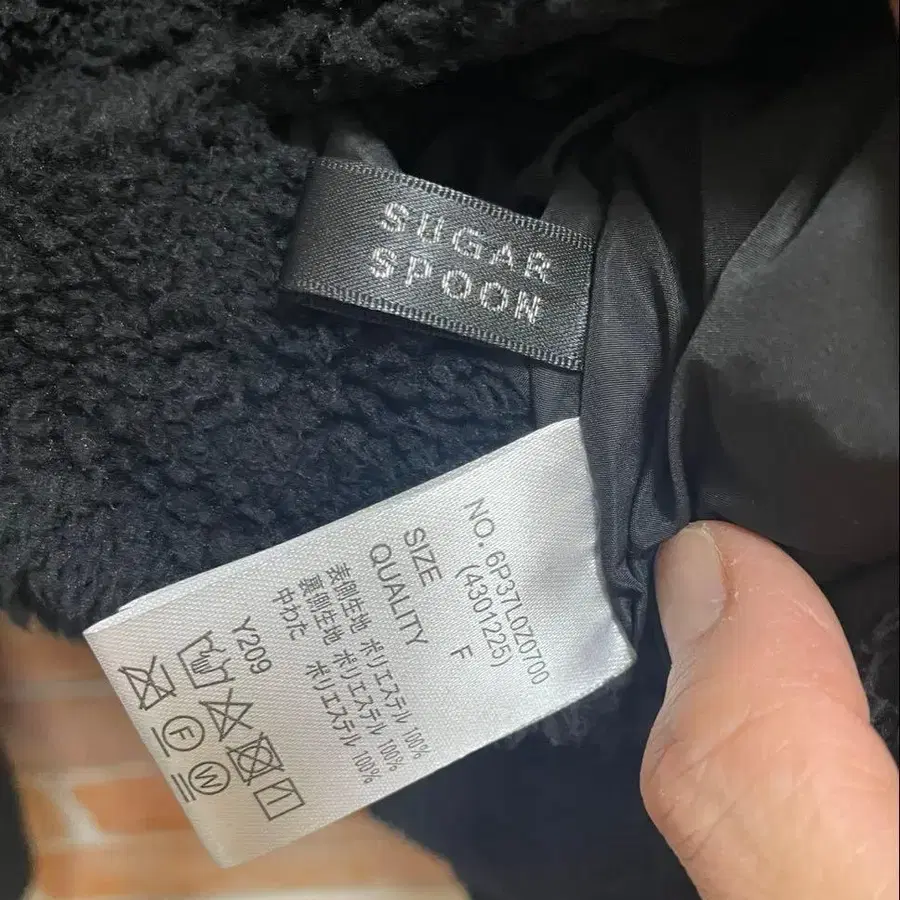 SUGAR
SPOON
NO. 6P37L0Z0700
(4301225)
SIZE F
QUALITY
表側生地 ポリエステル 100%
裏側生地 ポリエステル 100%
中わた ポリエステル 100%
Y209
F
W